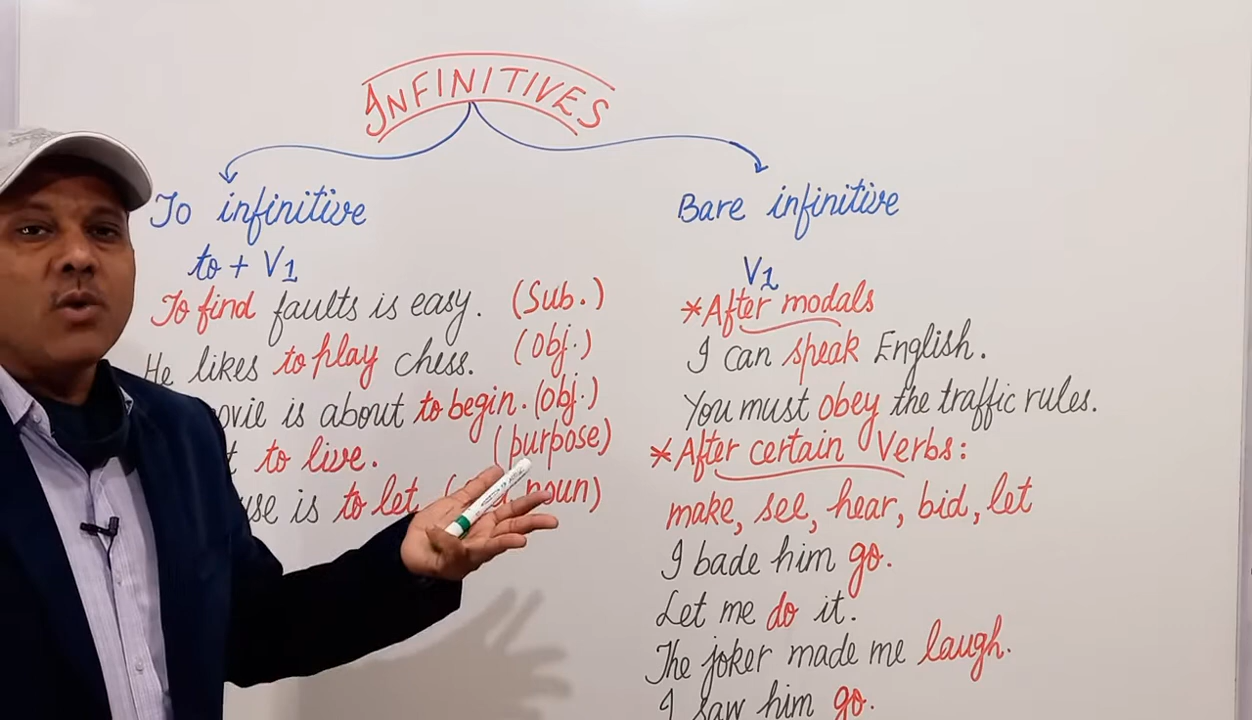 INFINITIVES
To infinitive
to + V1
To find faults is easy. (Sub.)
He likes to play chess. (obj.)
is about to begin. (obj.)
to live. (purpose)
is to let noun)
Bare infinitive
V1
*After modals
I can speak English.
You must obey the traffic rules.
*After certain Verbs:
make, see, hear, bid, let
I bade him go.
Let me do it.
The joker made me laugh.
I saw him go.